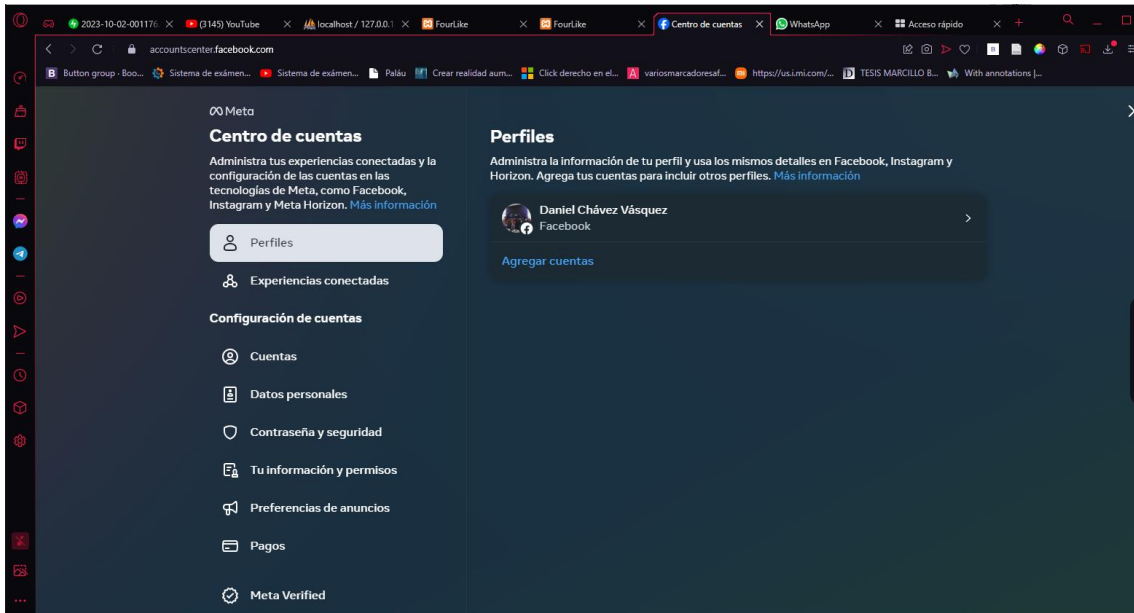 2023-10-02-001176
(3145) YouTube
localhost / 127.0.0.1
FourLike
FourLike
Centro de cuentas
WhatsApp
Acceso rápido
accountscenter.facebook.com
Button group · Boo...
Sistema de exámen...
Sistema de exámen...
Paláu
Crear realidad aum...
Click derecho en el...
variosmarcadoresaf...
https://us.i.mi.com/...
TESIS MARCILLO B...
With annotations |...
Meta
Centro de cuentas
Administra tus experiencias conectadas y la
configuración de las cuentas en las
tecnologías de Meta, como Facebook,
Instagram y Meta Horizon. Más información
Perfiles
Experiencias conectadas
Configuración de cuentas
Cuentas
Datos personales
Contraseña y seguridad
Tu información y permisos
Preferencias de anuncios
Pagos
Meta Verified
Perfiles
Administra la información de tu perfil y usa los mismos detalles en Facebook, Instagram y
Horizon. Agrega tus cuentas para incluir otros perfiles. Más información
Daniel Chávez Vásquez
Facebook
Agregar cuentas